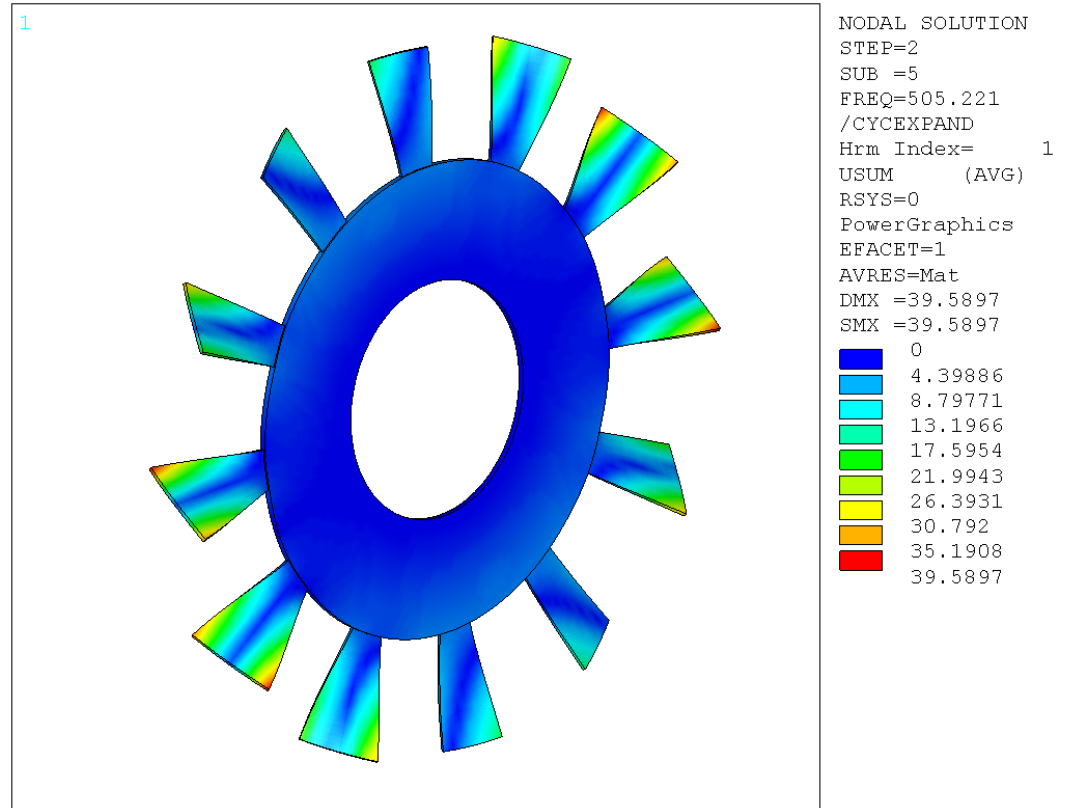 1
NODAL SOLUTION
STEP=2
SUB =5
FREQ=505.221
/CYCEXPAND
Hrm Index= 1
USUM (AVG)
RSYS=0
PowerGraphics
EFACET=1
AVRES=Mat
DMX =39.5897
SMX =39.5897
0
4.39886
8.79771
13.1966
17.5954
21.9943
26.3931
30.792
35.1908
39.5897